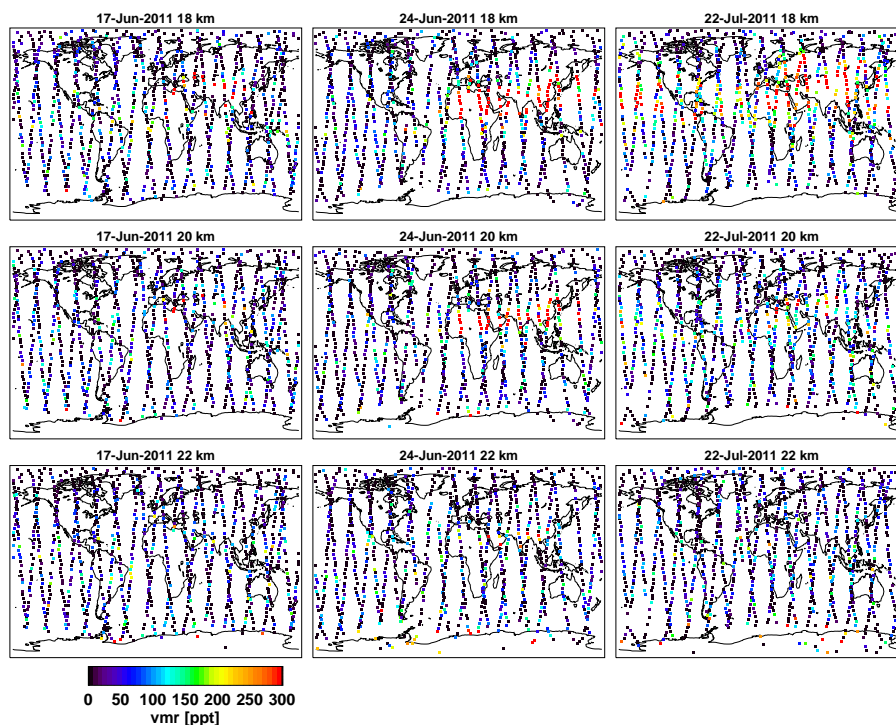 17-Jun-2011 18 km
24-Jun-2011 18 km
22-Jul-2011 18 km
17-Jun-2011 20 km
24-Jun-2011 20 km
22-Jul-2011 20 km
17-Jun-2011 22 km
24-Jun-2011 22 km
22-Jul-2011 22 km
0 50 100 150 200 250 300
vmr [ppt]